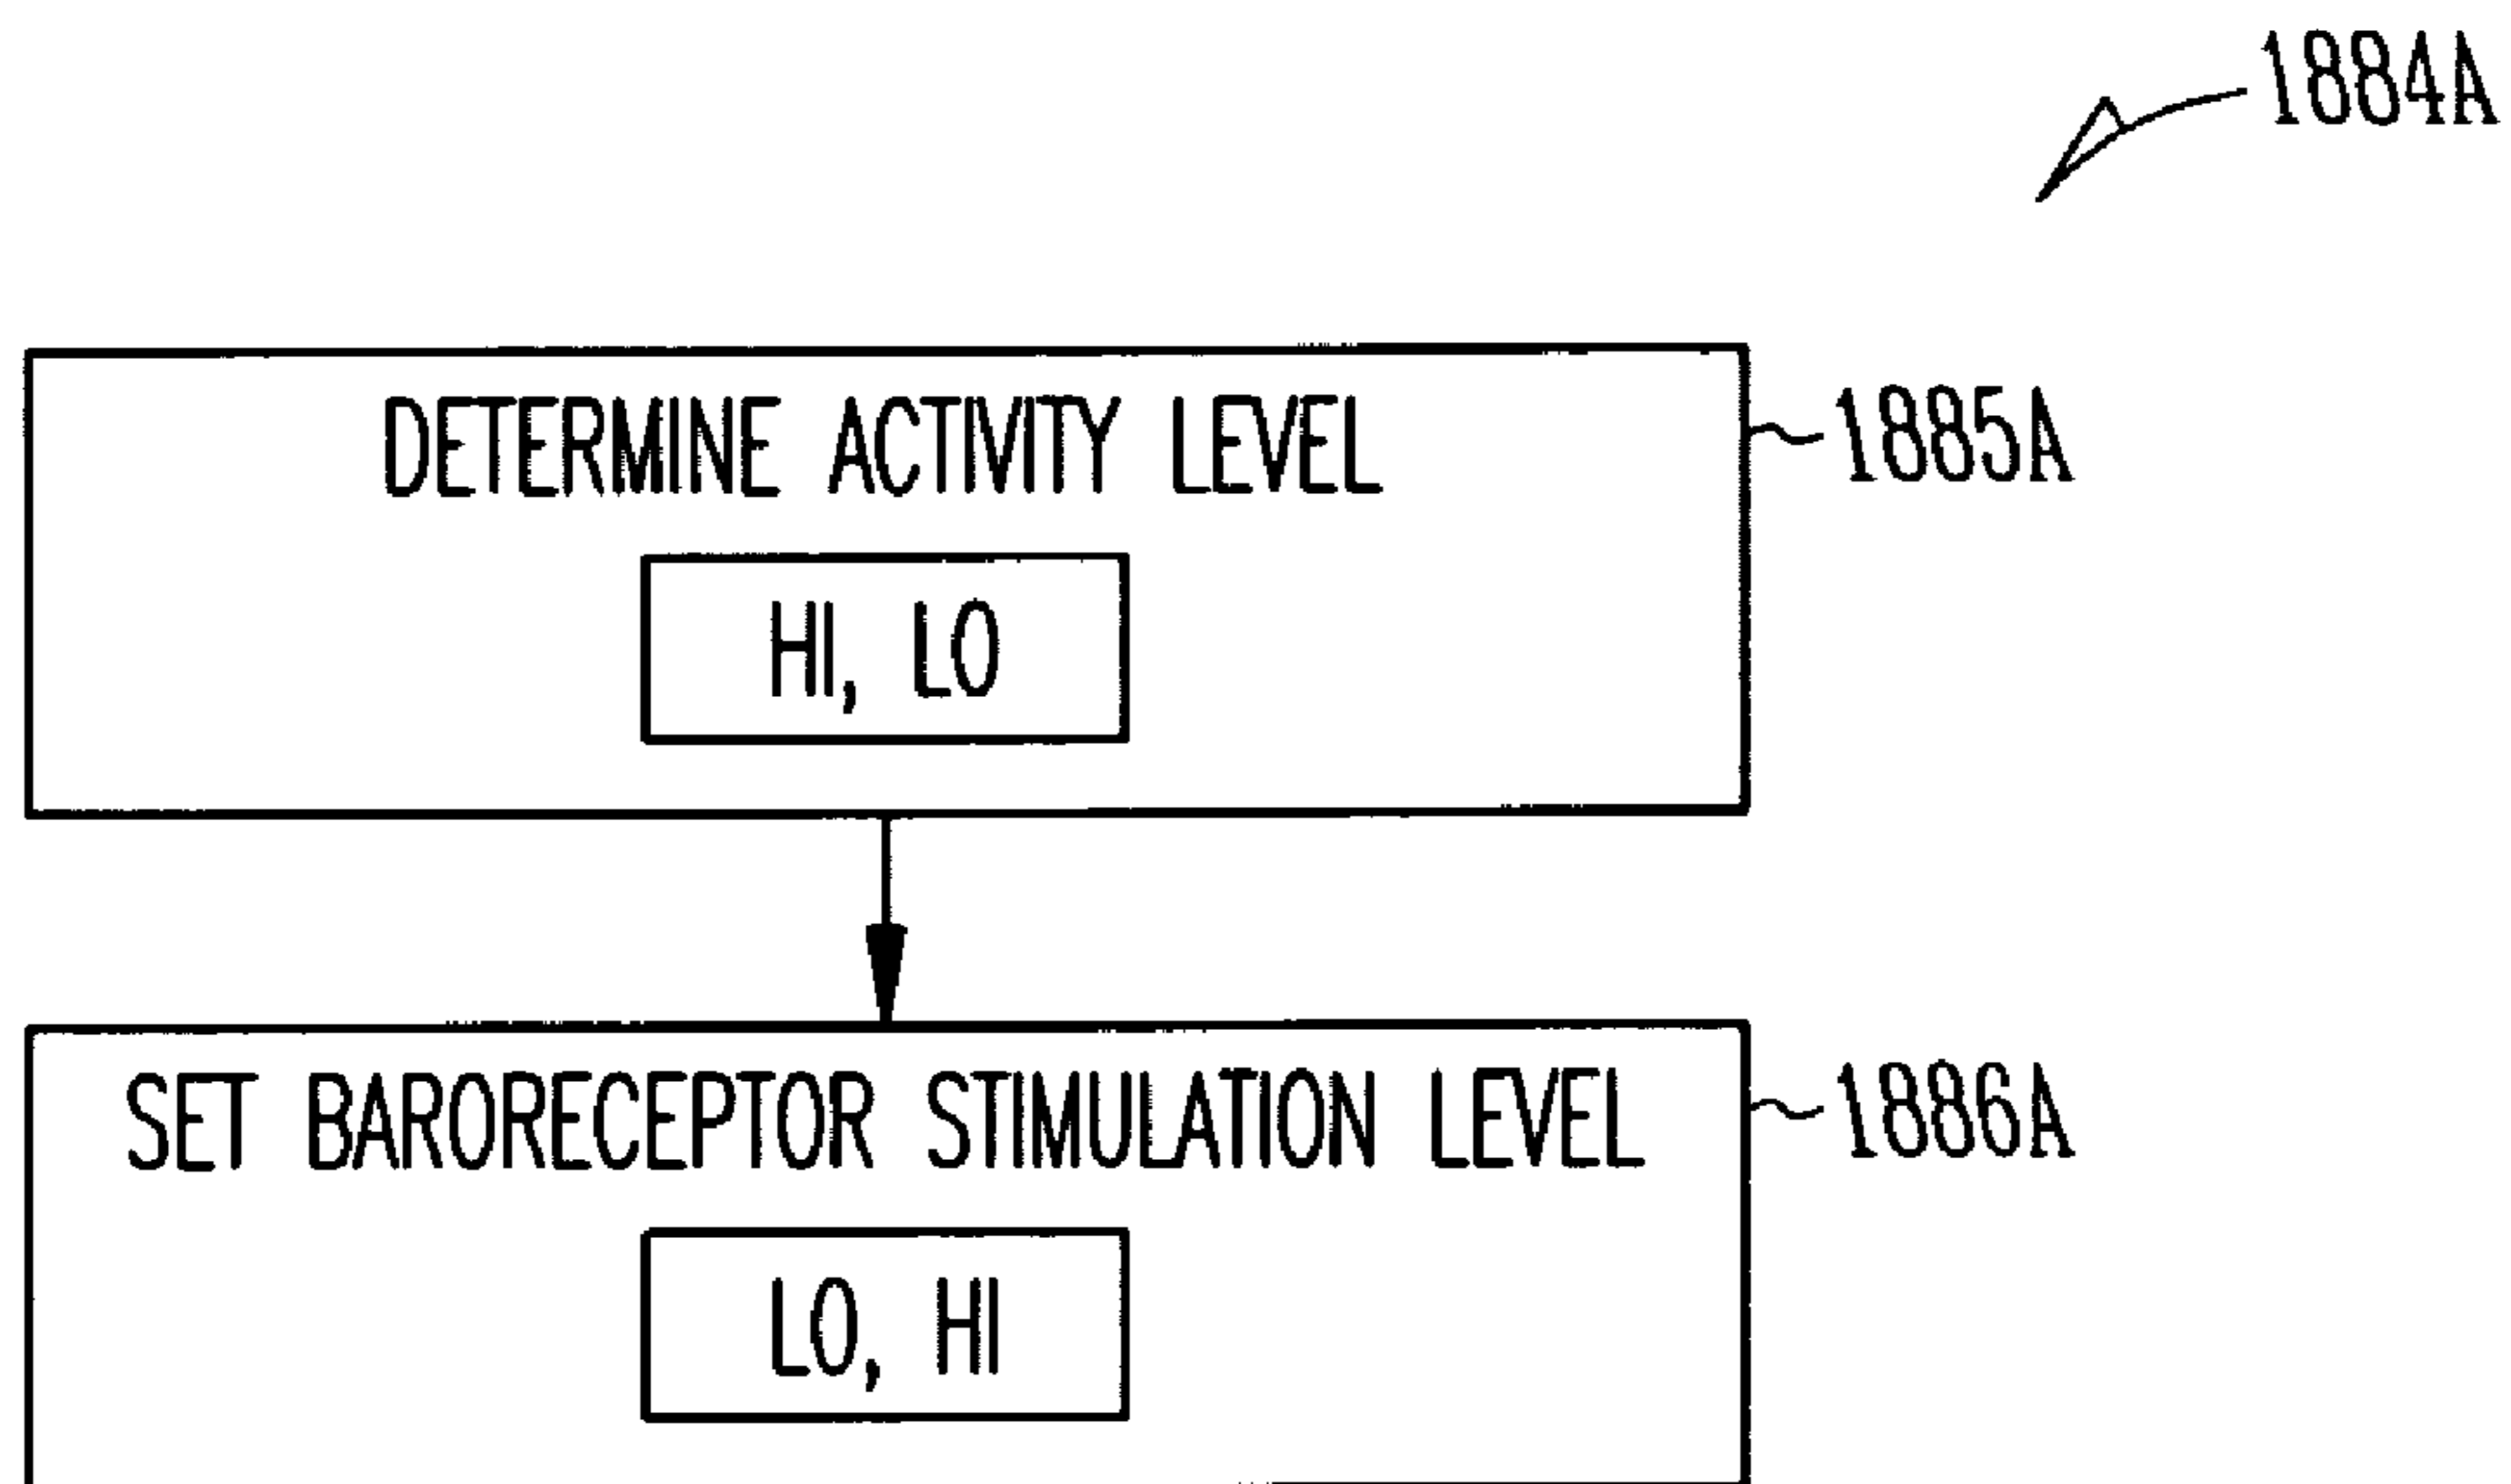 1884A
DETERMINE ACTIVITY LEVEL
1885A
HI, LO
SET BARORECEPTOR STIMULATION LEVEL
1886A
LO, HI